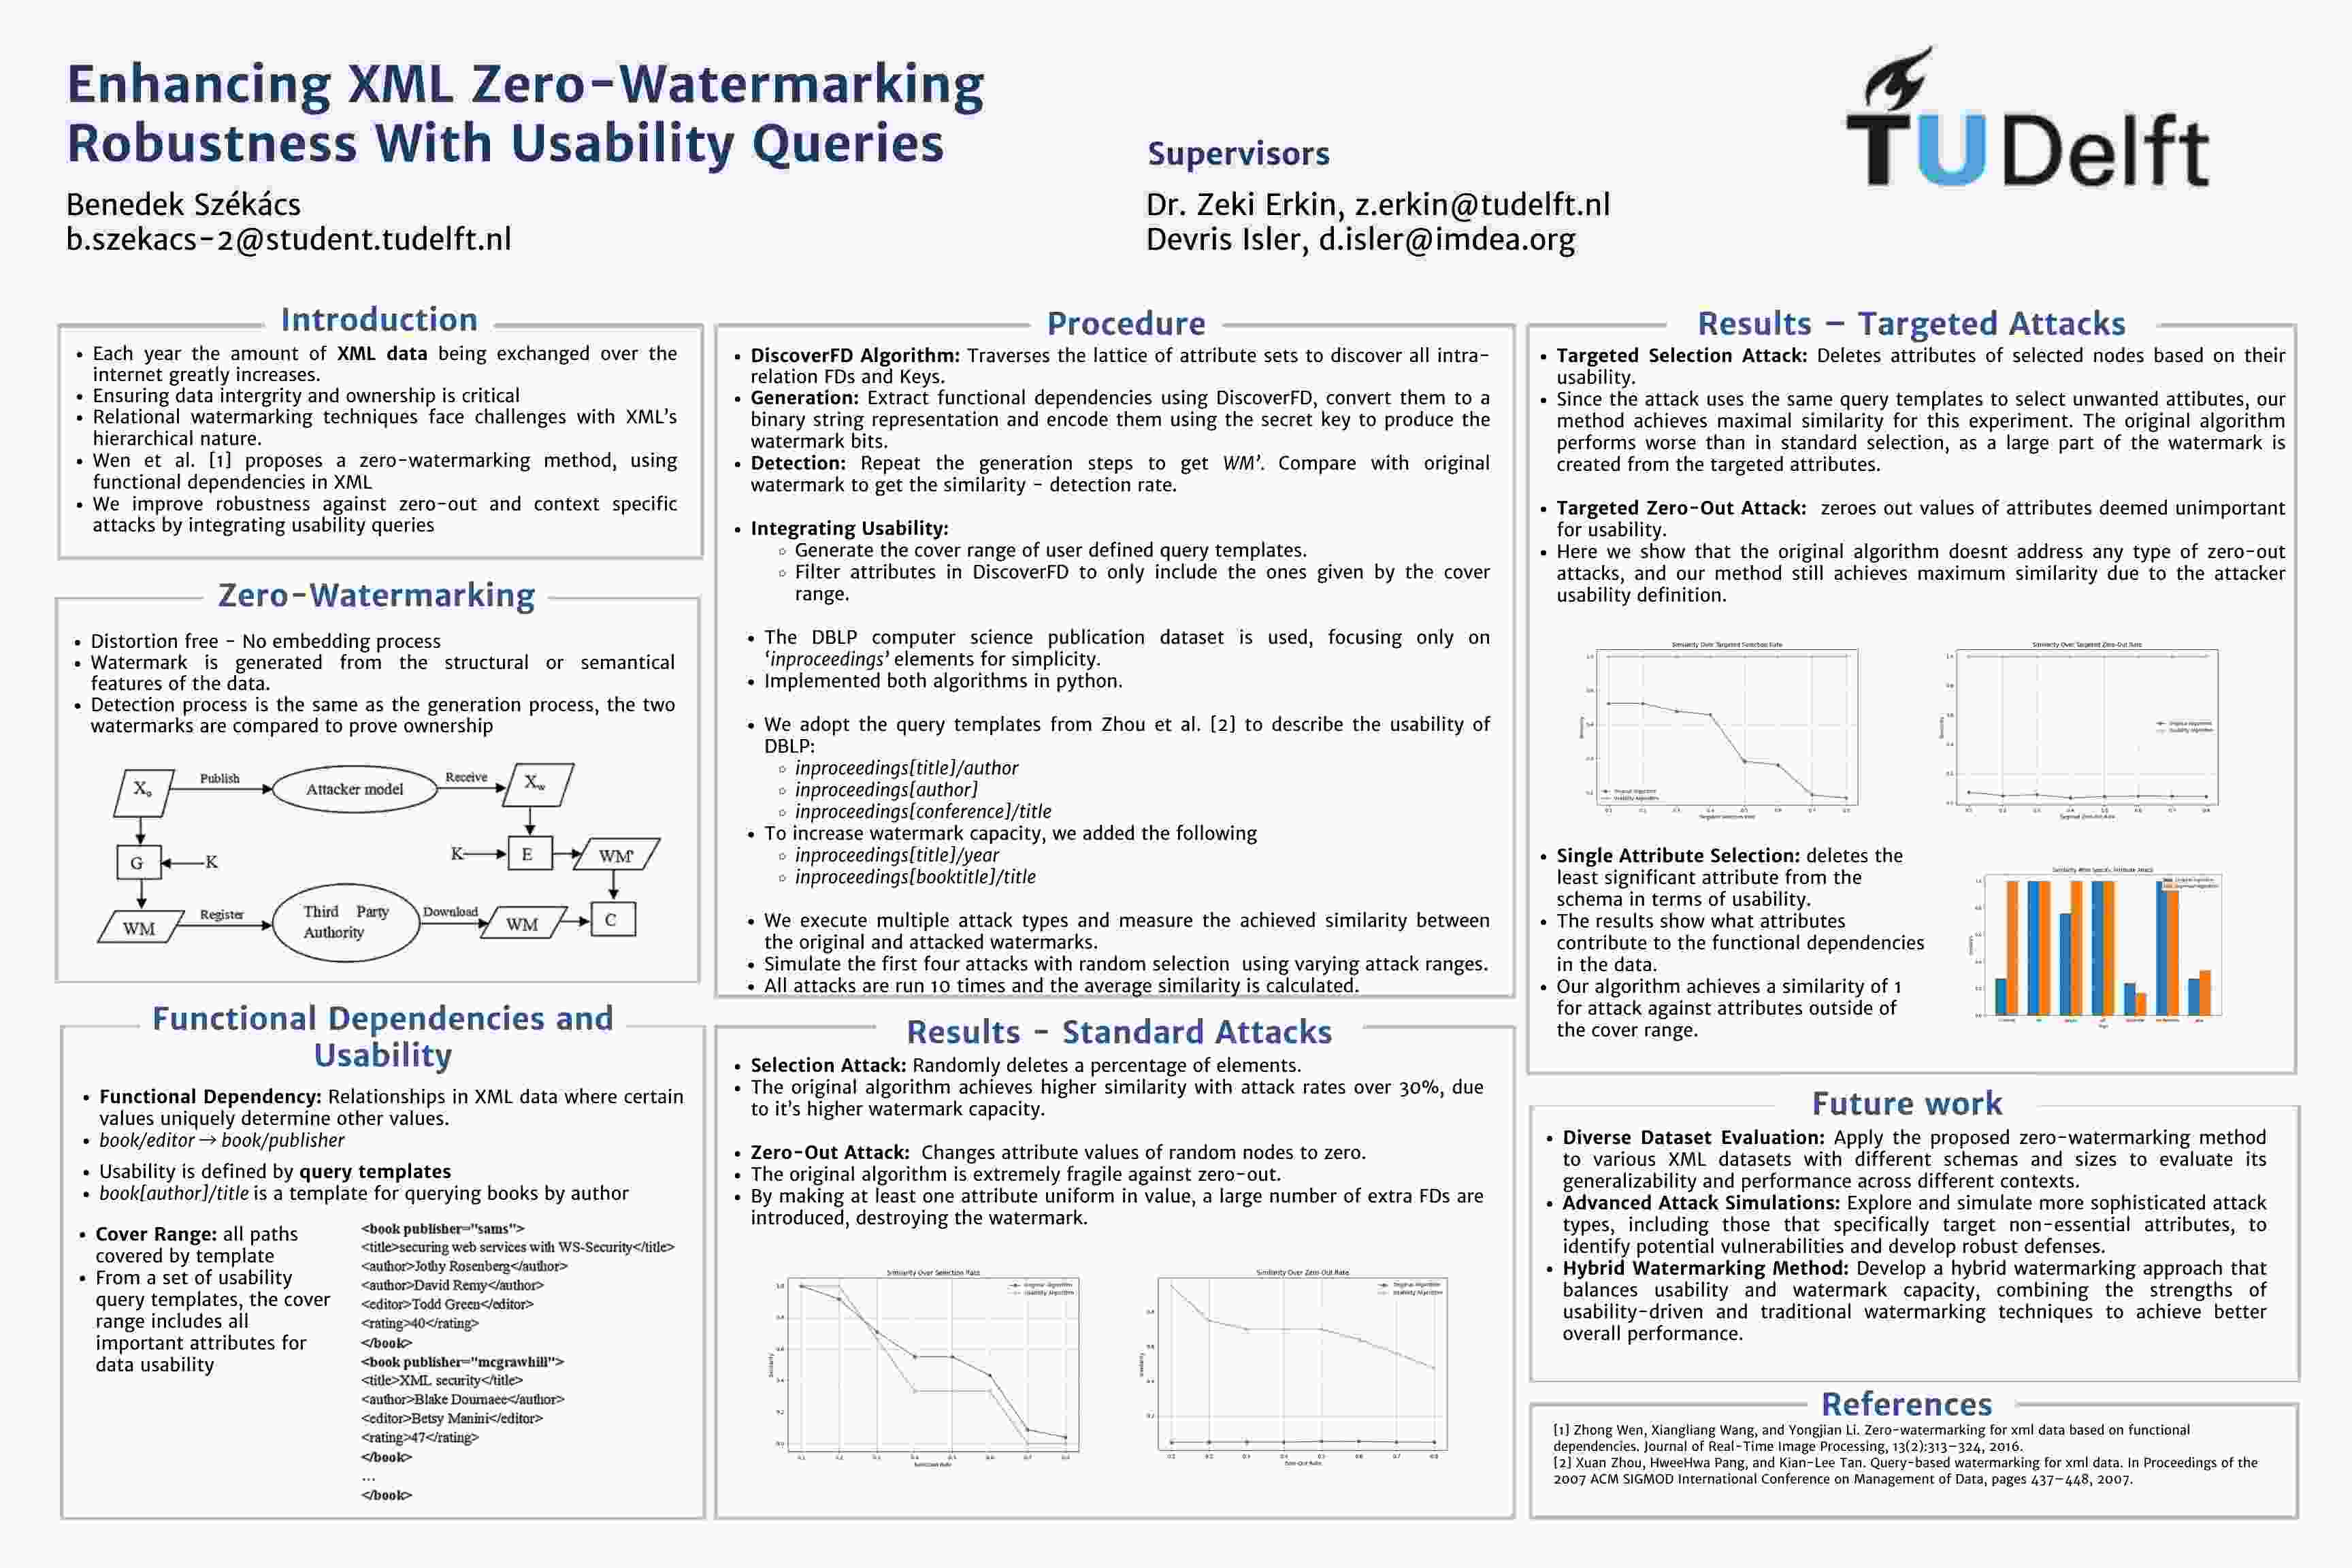 Enhancing XML Zero-Watermarking
Robustness With Usability Queries
Benedek Székács
b.szekacs-2@student.tudelft.nl
Supervisors
Dr. Zeki Erkin, z.erkin@tudelft.nl
Devris Isler, d.isler@imdea.org
TU Delft
Introduction
• Each year the amount of XML data being exchanged over the
internet greatly increases.
• Ensuring data intergrity and ownership is critical
• Relational watermarking techniques face challenges with XML's
hierarchical nature.
• Wen et al. [1] proposes a zero-watermarking method, using
functional dependencies in XML
• We improve robustness against zero-out and context specific
attacks by integrating usability queries
Zero-Watermarking
• Distortion free - No embedding process
• Watermark is generated from the structural or semantical
features of the data.
• Detection process is the same as the generation process, the two
watermarks are compared to prove ownership
Xo
Publish
Attacker model
Receive
Xw
G
K
K
E
WM'
WM
Register
Third Party
Authority
Download
WM
C
Functional Dependencies and
Usability
• Functional Dependency: Relationships in XML data where certain
values uniquely determine other values.
• book/editor → book/publisher
• Usability is defined by query templates
• book[author]/title is a template for querying books by author
• Cover Range: all paths
covered by template
• From a set of usability
query templates, the cover
range includes all
important attributes for
data usability
<book publisher="sams">
<title>securing web services with WS-Security</title>
<author>Jothy Rosenberg</author>
<author>David Remy</author>
<editor>Todd Green</editor>
<rating>40</rating>
</book>
<book publisher="mcgrawhill">
<title>XML security</title>
<author>Blake Dournaee</author>
<editor>Betsy Manini</editor>
<rating>47</rating>
</book>
...
</book>
Procedure
• DiscoverFD Algorithm: Traverses the lattice of attribute sets to discover all intra-
relation FDs and Keys.
• Generation: Extract functional dependencies using DiscoverFD, convert them to a
binary string representation and encode them using the secret key to produce the
watermark bits.
• Detection: Repeat the generation steps to get WM'. Compare with original
watermark to get the similarity - detection rate.
• Integrating Usability:
◦ Generate the cover range of user defined query templates.
◦ Filter attributes in DiscoverFD to only include the ones given by the cover
range.
• The DBLP computer science publication dataset is used, focusing only on
'inproceedings' elements for simplicity.
• Implemented both algorithms in python.
• We adopt the query templates from Zhou et al. [2] to describe the usability of
DBLP:
◦ inproceedings[title]/author
◦ inproceedings[author]
◦ inproceedings[conference]/title
• To increase watermark capacity, we added the following
◦ inproceedings[title]/year
◦ inproceedings[booktitle]/title
• We execute multiple attack types and measure the achieved similarity between
the original and attacked watermarks.
• Simulate the first four attacks with random selection using varying attack ranges.
• All attacks are run 10 times and the average similarity is calculated.
Results - Standard Attacks
• Selection Attack: Randomly deletes a percentage of elements.
• The original algorithm achieves higher similarity with attack rates over 30%, due
to it's higher watermark capacity.
• Zero-Out Attack: Changes attribute values of random nodes to zero.
• The original algorithm is extremely fragile against zero-out.
• By making at least one attribute uniform in value, a large number of extra FDs are
introduced, destroying the watermark.
Similarity Over Selection Rate
Original Algorithm
Usability Algorithm
Similarity
Selection Rate
Similarity Over Zero-Out Rate
Original Algorithm
Usability Algorithm
Similarity
Zero-Out Rate
Results – Targeted Attacks
• Targeted Selection Attack: Deletes attributes of selected nodes based on their
usability.
• Since the attack uses the same query templates to select unwanted attibutes, our
method achieves maximal similarity for this experiment. The original algorithm
performs worse than in standard selection, as a large part of the watermark is
created from the targeted attributes.
• Targeted Zero-Out Attack: zeroes out values of attributes deemed unimportant
for usability.
• Here we show that the original algorithm doesnt address any type of zero-out
attacks, and our method still achieves maximum similarity due to the attacker
usability definition.
Similarity Over Targeted Selection Rate
Original Algorithm
Usability Algorithm
Targeted Selection Rate
Similarity Over Targeted Zero-Out Rate
Original Algorithm
Usability Algorithm
Targeted Zero-Out Rate
• Single Attribute Selection: deletes the
least significant attribute from the
schema in terms of usability.
• The results show what attributes
contribute to the functional dependencies
in the data.
• Our algorithm achieves a similarity of 1
for attack against attributes outside of
the cover range.
Similarity After Specific Attribute Attack
Future work
• Diverse Dataset Evaluation: Apply the proposed zero-watermarking method
to various XML datasets with different schemas and sizes to evaluate its
generalizability and performance across different contexts.
• Advanced Attack Simulations: Explore and simulate more sophisticated attack
types, including those that specifically target non-essential attributes, to
identify potential vulnerabilities and develop robust defenses.
• Hybrid Watermarking Method: Develop a hybrid watermarking approach that
balances usability and watermark capacity, combining the strengths of
usability-driven and traditional watermarking techniques to achieve better
overall performance.
References
[1] Zhong Wen, Xiangliang Wang, and Yongjian Li. Zero-watermarking for xml data based on functional
dependencies. Journal of Real-Time Image Processing, 13(2):313–324, 2016.
[2] Xuan Zhou, HweeHwa Pang, and Kian-Lee Tan. Query-based watermarking for xml data. In Proceedings of the
2007 ACM SIGMOD International Conference on Management of Data, pages 437–448, 2007.